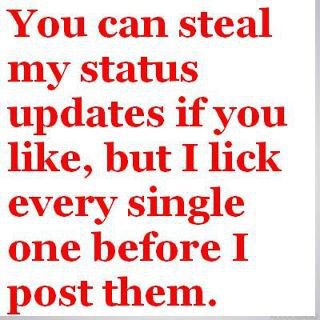 You can steal
my status
updates if you
like, but I lick
every single
one before I
post them.